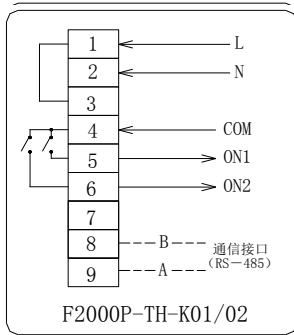 1 L
2 N
3
4 COM
5 ON1
6 ON2
7
8 B 通信接口
9 A (RS-485)
F2000P-TH-K01/02